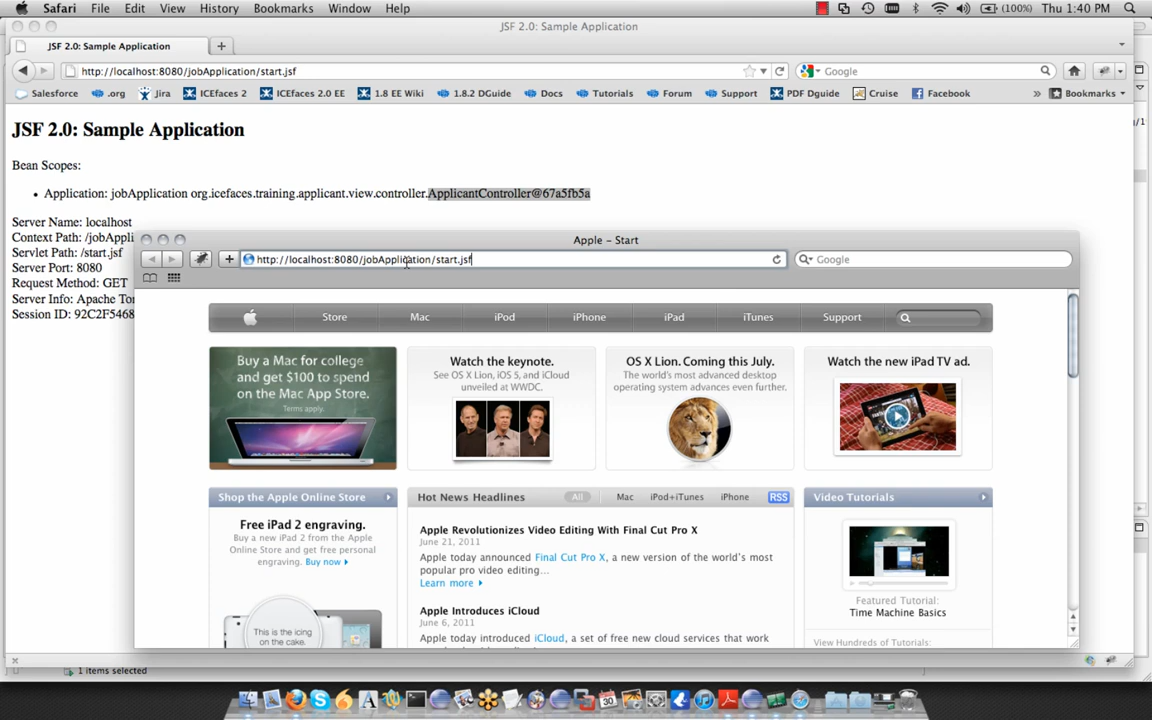 Safari File Edit View History Bookmarks Window Help (100%) Thu 1:40 PM
JSF 2.0: Sample Application
JSF 2.0: Sample Application
http://localhost:8080/jobApplication/start.jsf Google
Salesforce .org Jira ICEfaces 2 ICEfaces 2.0 EE 1.8 EE Wiki 1.8.2 DGuide Docs Tutorials Forum Support PDF Dguide Cruise Facebook » Bookmarks
JSF 2.0: Sample Application
Bean Scopes:
• Application: jobApplication org.icefaces.training.applicant.view.controller.ApplicantController@67a5fb5a
Server Name: localhost
Context Path: /jobAppli
Servlet Path: /start.jsf
Server Port: 8080
Request Method: GET
Server Info: Apache To
Session ID: 92C2F5468
Apple – Start
http://localhost:8080/jobApplication/start.jsf Google
Store Mac iPod iPhone iPad iTunes Support
Buy a Mac for college
and get $100 to spend
on the Mac App Store.
Terms apply.
Watch the keynote.
See OS X Lion, iOS 5, and iCloud
unveiled at WWDC.
OS X Lion. Coming this July.
The world's most advanced desktop
operating system advances even further.
Watch the new iPad TV ad.
Shop the Apple Online Store
Free iPad 2 engraving.
Buy a new iPad 2 from the Apple
Online Store and get free personal
engraving. Buy now
This is the icing
on the cake.
Hot News Headlines All Mac iPod+iTunes iPhone RSS
Apple Revolutionizes Video Editing With Final Cut Pro X
June 21, 2011
Apple today announced Final Cut Pro X, a new version of the world's most
popular pro video editing...
Learn more
Apple Introduces iCloud
June 6, 2011
Apple today introduced iCloud, a set of free new cloud services that work
Video Tutorials
Featured Tutorial:
Time Machine Basics
View Hundreds of Tutorials:
1 items selected